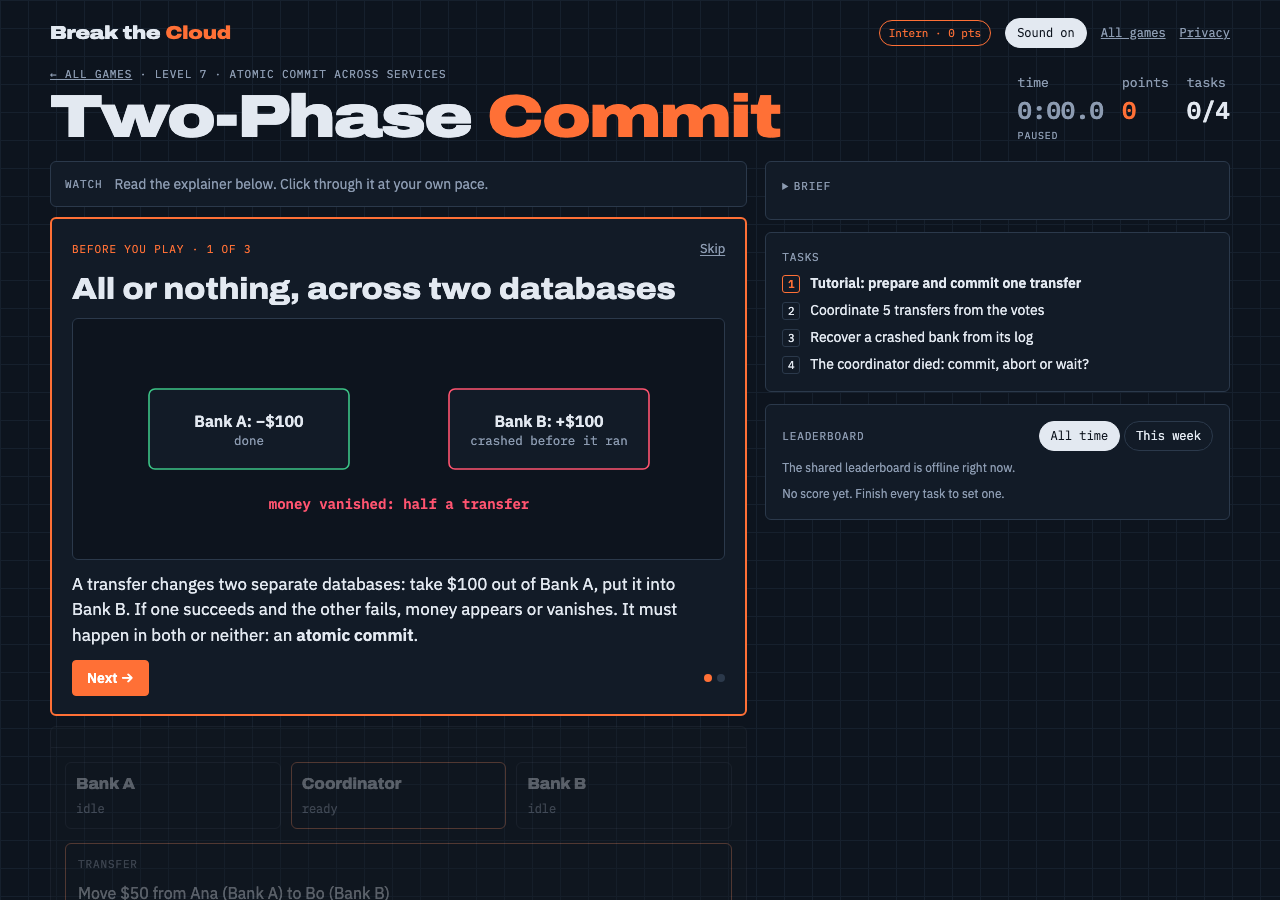 Break the Cloud
Intern · 0 pts
Sound on
All games
Privacy
← ALL GAMES · LEVEL 7 · ATOMIC COMMIT ACROSS SERVICES
Two-Phase Commit
time
0:00.0
PAUSED
points
0
tasks
0/4
WATCH Read the explainer below. Click through it at your own pace.
BEFORE YOU PLAY · 1 OF 3
Skip
All or nothing, across two databases
Bank A: −$100
done
Bank B: +$100
crashed before it ran
money vanished: half a transfer
A transfer changes two separate databases: take $100 out of Bank A, put it into
Bank B. If one succeeds and the other fails, money appears or vanishes. It must
happen in both or neither: an atomic commit.
Next →
Bank A
idle
Coordinator
ready
Bank B
idle
TRANSFER
Move $50 from Ana (Bank A) to Bo (Bank B)
▶ BRIEF
TASKS
1 Tutorial: prepare and commit one transfer
2 Coordinate 5 transfers from the votes
3 Recover a crashed bank from its log
4 The coordinator died: commit, abort or wait?
LEADERBOARD
All time
This week
The shared leaderboard is offline right now.
No score yet. Finish every task to set one.